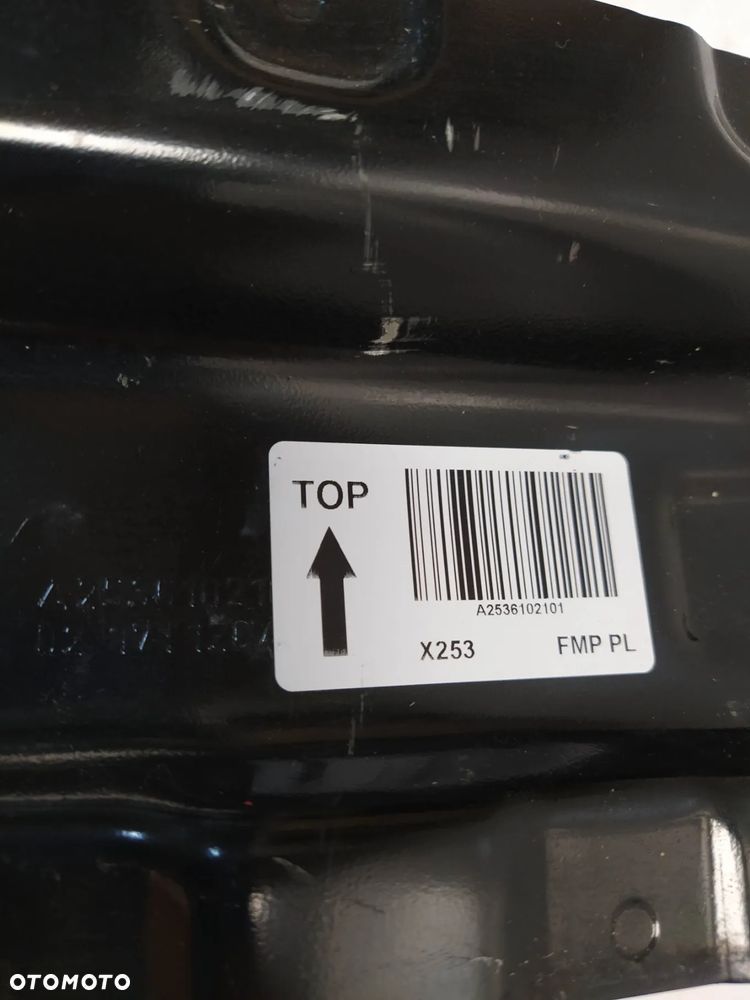 TOP
A2536102101
X253 FMP PL
OTOMOTO